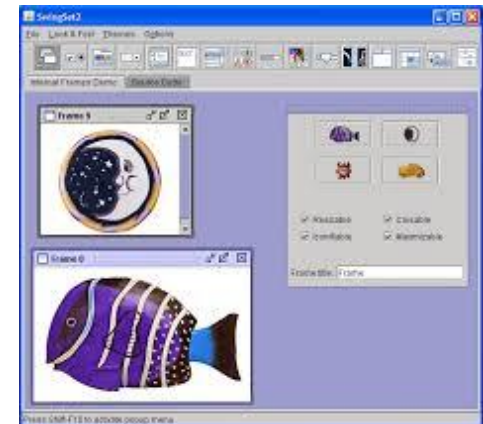 SwingSet2
File Look & Feel Themes Options
Internal Frames Demo Source Code
Frame 5
Frame 0
Resizable Closable
Iconifiable Maximizable
Frame title: Frame
Press Shift-F10 to activate popup menu